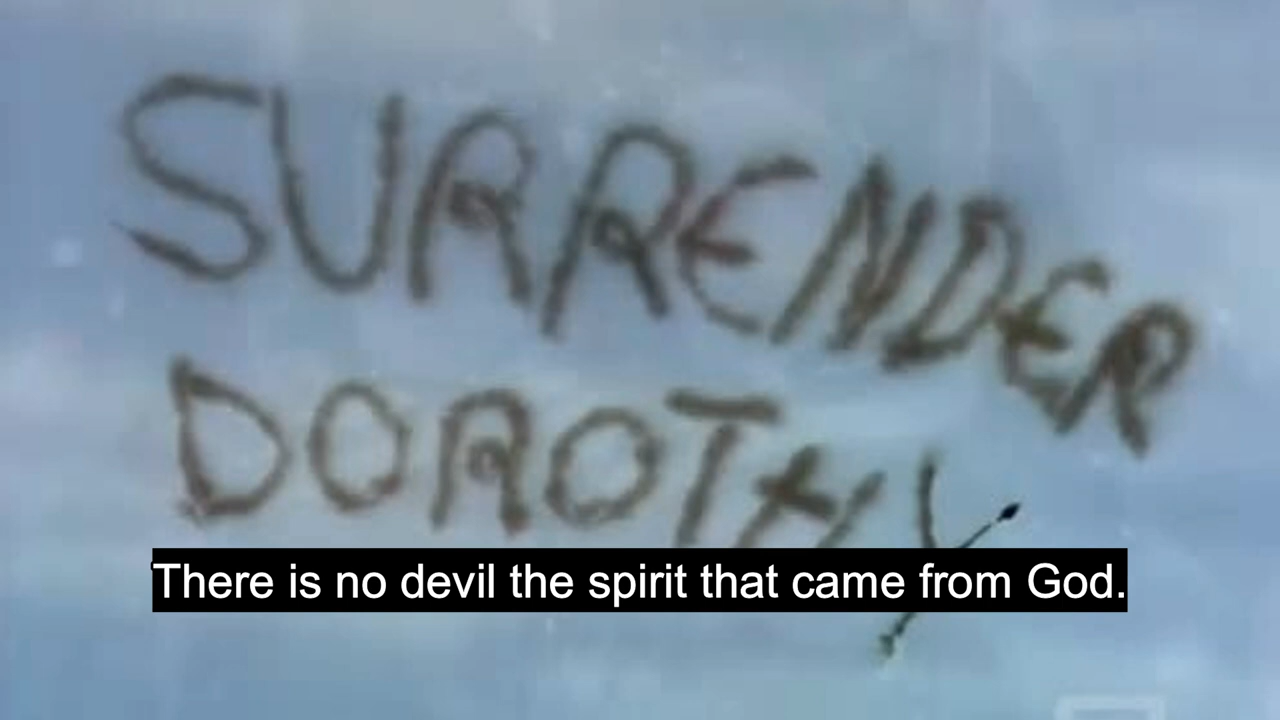 SURRENDER
DOROTHY
There is no devil the spirit that came from God.